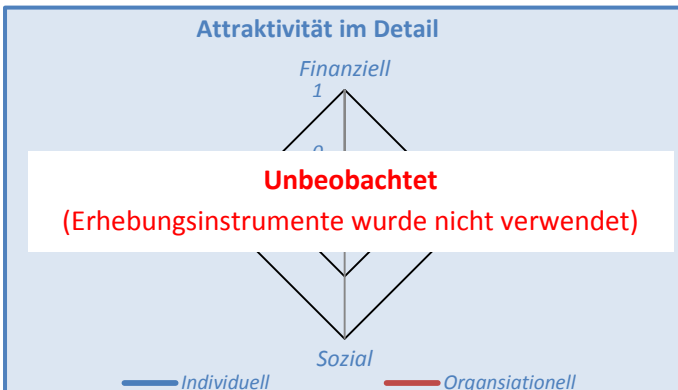 Attraktivität im Detail
Finanziell
1
0
Unbeobachtet
(Erhebungsinstrumente wurde nicht verwendet)
Sozial
Individuell
Organsiationell